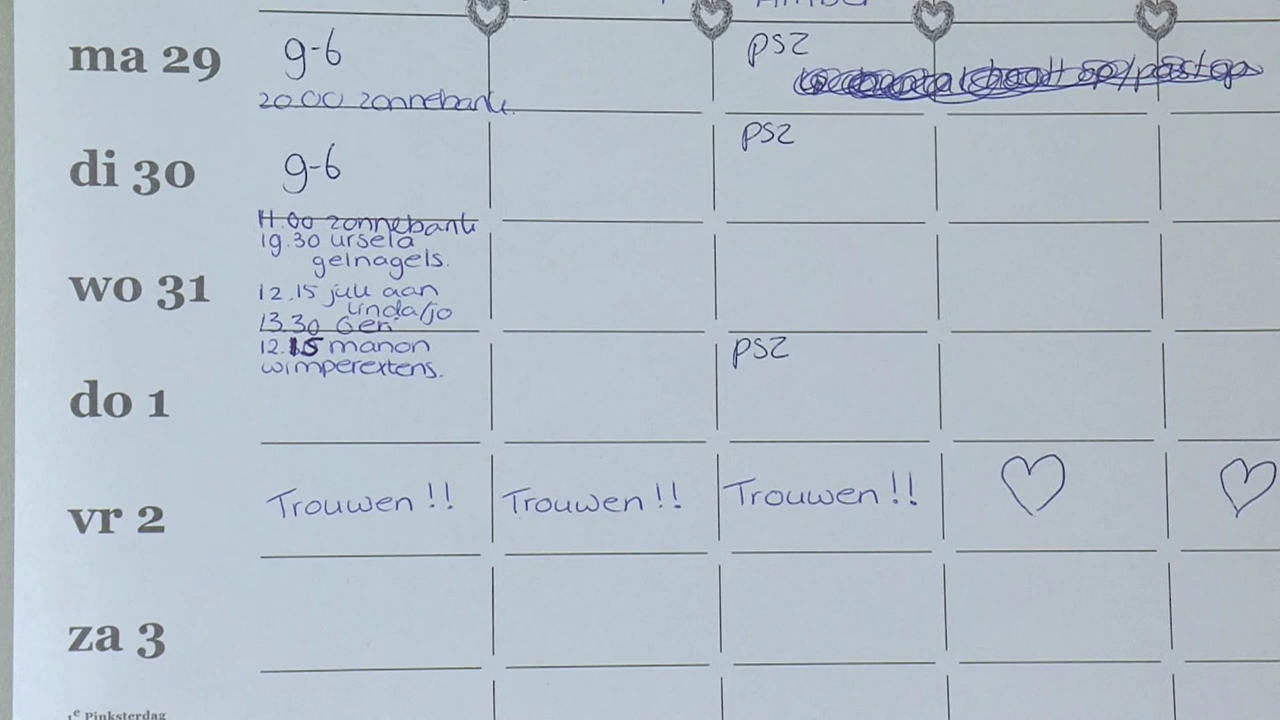 ma 29
9-6
psz
20.00 zonnebank
di 30
9-6
psz
11.00 zonnebank
19.30 ursela
gelnagels.
wo 31
12.15 juli aan
linda/jo
13.30 Gen
12.15 manon
wimperextens.
psz
do 1
vr 2
Trouwen !! Trouwen !! Trouwen !!
za 3
1e Pinksterdag